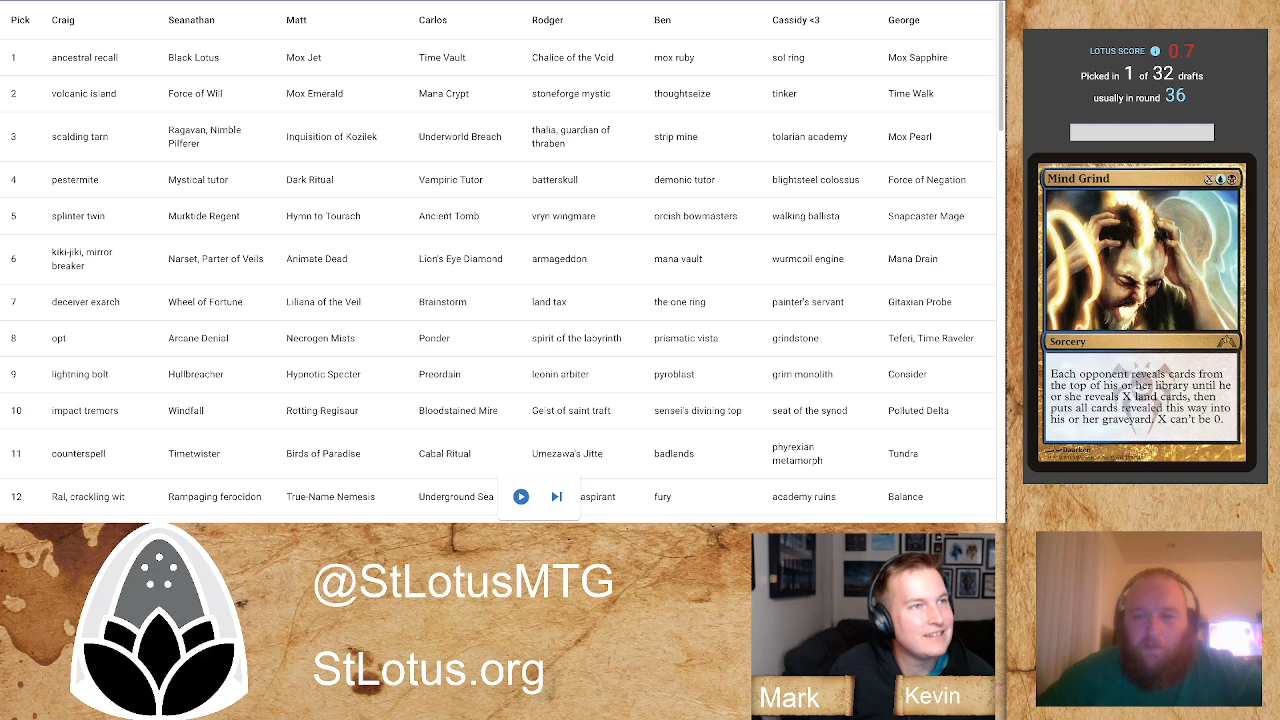 Pick Craig Seanathan Matt Carlos Rodger Ben Cassidy <3 George
1 ancestral recall Black Lotus Mox Jet Time Vault Chalice of the Void mox ruby sol ring Mox Sapphire
2 volcanic island Force of Will Mox Emerald Mana Crypt stoneforge mystic thoughtseize tinker Time Walk
3 scalding tarn Ragavan, Nimble Pilferer Inquisition of Kozilek Underworld Breach thalia, guardian of thraben strip mine tolarian academy Mox Pearl
4 pestermite Mystical tutor Dark Ritual Vampiric Tutor batterskull demonic tutor blightsteel colossus Force of Negation
5 splinter twin Murktide Regent Hymn to Tourach Ancient Tomb vryn wingmare orcish bowmasters walking ballista Snapcaster Mage
6 kiki-jiki, mirror breaker Narset, Parter of Veils Animate Dead Lion's Eye Diamond armageddon mana vault wurmcoil engine Mana Drain
7 deceiver exarch Wheel of Fortune Liliana of the Veil Brainstorm land tax the one ring painter's servant Gitaxian Probe
8 opt Arcane Denial Necrogen Mists Ponder spirit of the labyrinth prismatic vista grindstone Teferi, Time Raveler
9 lightning bolt Hullbreacher Hypnotic Specter Preordain leonin arbiter pyroblast grim monolith Consider
10 impact tremors Windfall Rotting Regisaur Bloodstained Mire Geist of saint traft sensei's divining top seat of the synod Polluted Delta
11 counterspell Timetwister Birds of Paradise Cabal Ritual Umezawa's Jitte badlands phyrexian metamorph Tundra
12 Ral, crackling wit Rampaging ferocidon True-Name Nemesis Underground Sea aspirant fury academy ruins Balance
LOTUS SCORE 0.7
Picked in 1 of 32 drafts
usually in round 36
Mind Grind X
Sorcery
Each opponent reveals cards from
the top of his or her library until he
or she reveals X land cards, then
puts all cards revealed this way into
his or her graveyard. X can't be 0.
@StLotusMTG
StLotus.org
Mark
Kevin